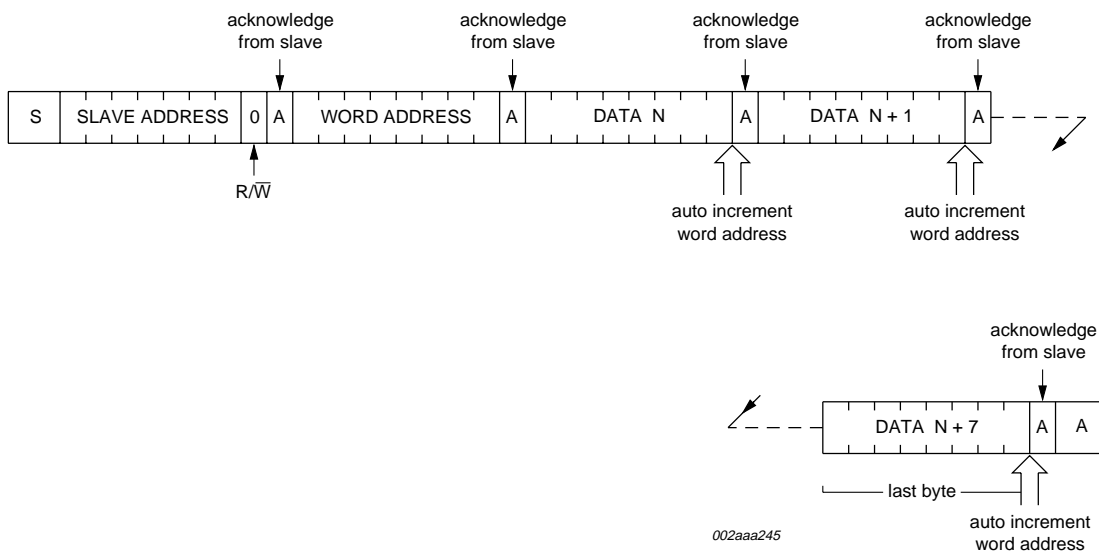 acknowledge from slave
acknowledge from slave
acknowledge from slave
acknowledge from slave
S SLAVE ADDRESS 0 A WORD ADDRESS A DATA N A DATA N + 1 A
R/W̅
auto increment word address
auto increment word address
acknowledge from slave
DATA N + 7 A A
last byte
auto increment word address
002aaa245